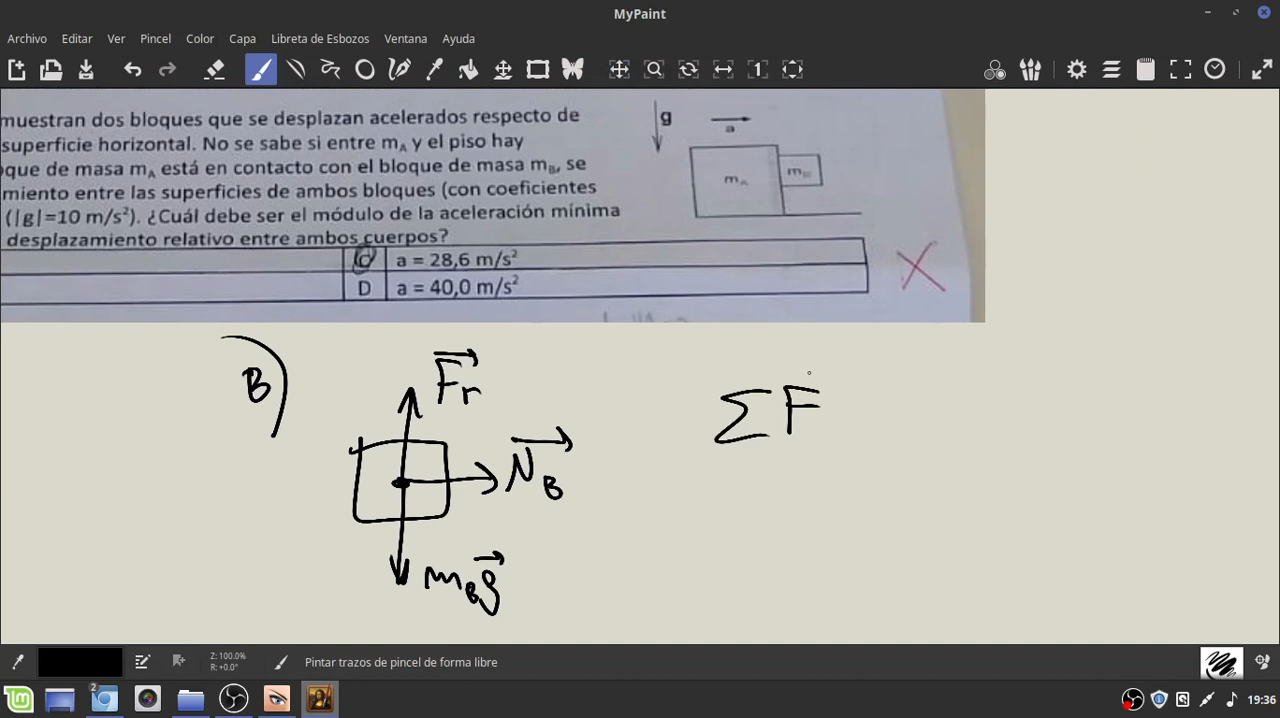 MyPaint
Archivo Editar Ver Pincel Color Capa Libreta de Esbozos Ventana Ayuda
muestran dos bloques que se desplazan acelerados respecto de
superficie horizontal. No se sabe si entre mA y el piso hay
que de masa mA está en contacto con el bloque de masa mB, se
miento entre las superficies de ambos bloques (con coeficientes
(|g|=10 m/s²). ¿Cuál debe ser el módulo de la aceleración mínima
desplazamiento relativo entre ambos cuerpos?
g
a
mA
mB
C a = 28,6 m/s²
D a = 40,0 m/s²
B)
Fr
NB
mBg
ΣF
Z: 100.0%
R: +0.0°
Pintar trazos de pincel de forma libre
2
19:36